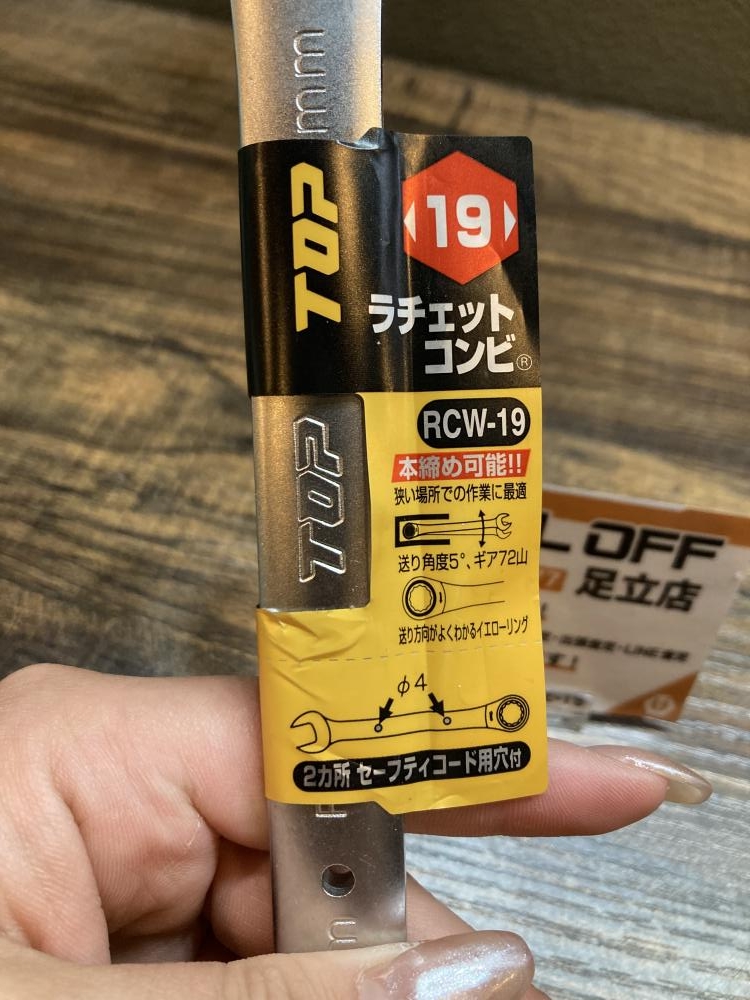 mm
TOP
19
ラチェット
コンビ®
TOP
RCW-19
本締め可能!!
狭い場所での作業に最適
送り角度5°、ギア72山
送り方向がよくわかるイエローリング
φ4
2カ所 セーフティコード用穴付
L OFF
足立店